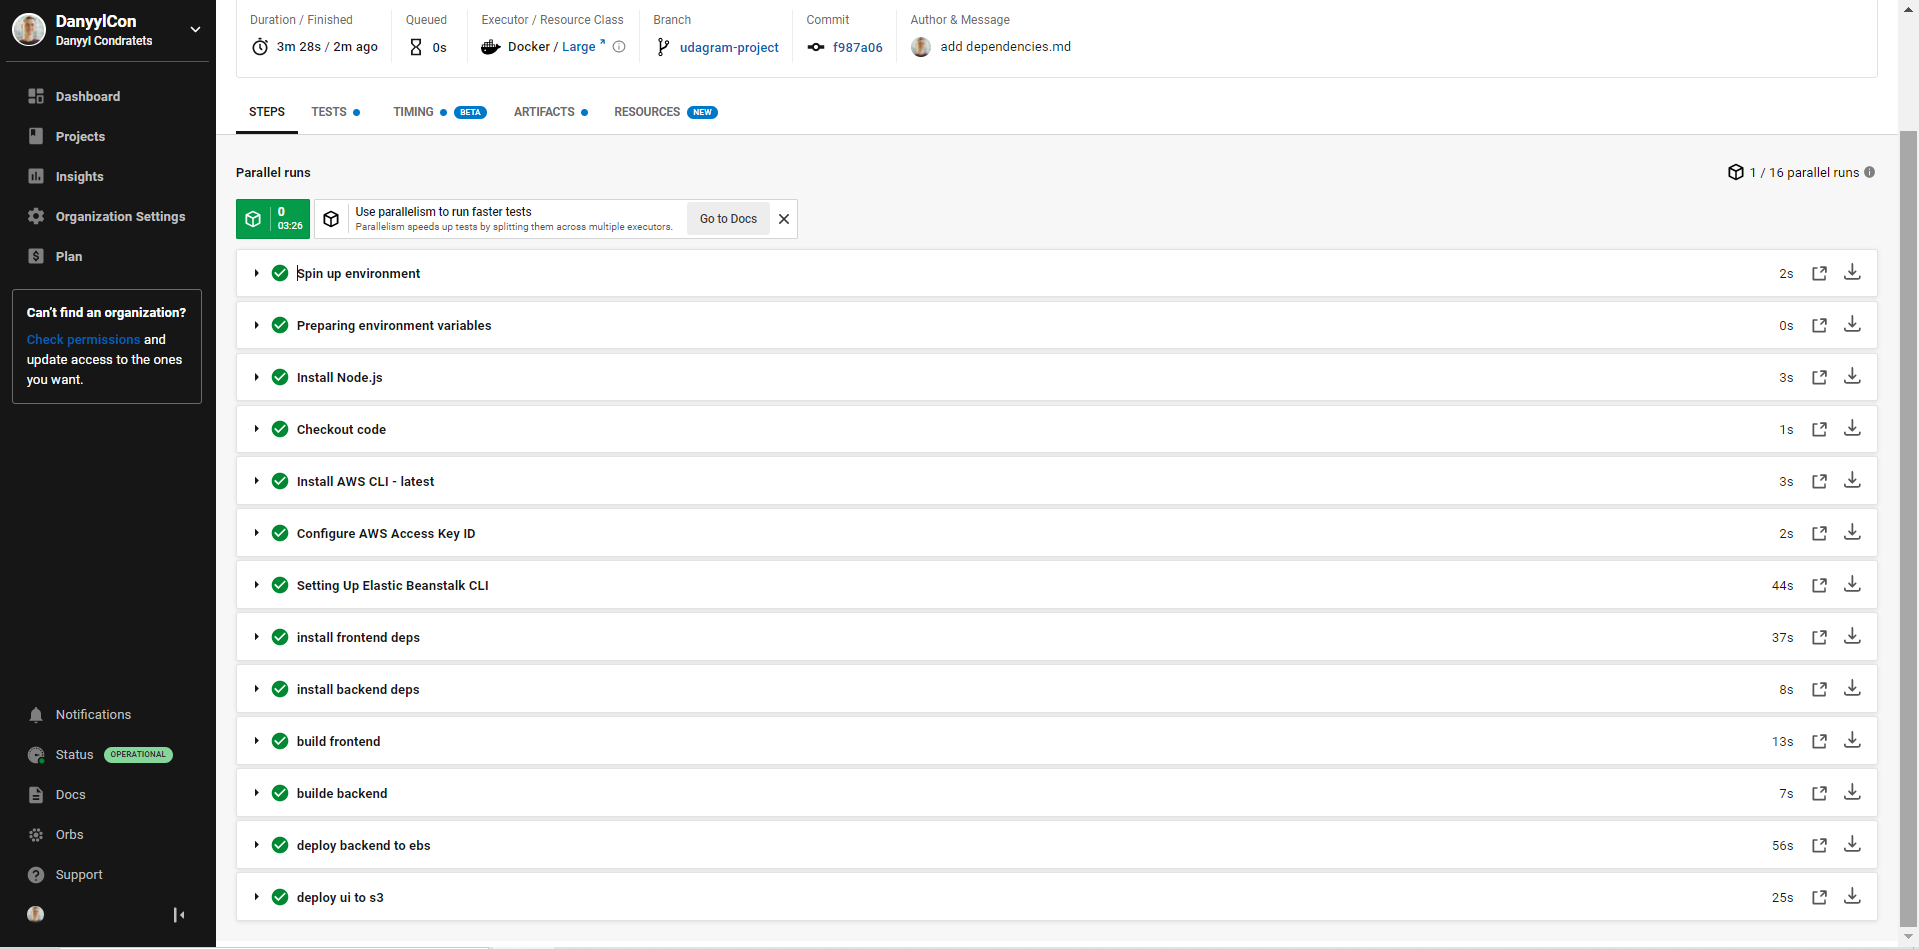 DanyylCon
Danyyl Condratets
Dashboard
Projects
Insights
Organization Settings
Plan
Can't find an organization?
Check permissions and
update access to the ones
you want.
Notifications
Status OPERATIONAL
Docs
Orbs
Support
Duration / Finished
3m 28s / 2m ago
Queued
0s
Executor / Resource Class
Docker / Large
Branch
udagram-project
Commit
f987a06
Author & Message
add dependencies.md
STEPS TESTS TIMING BETA ARTIFACTS RESOURCES NEW
Parallel runs
1 / 16 parallel runs
0
03:26
Use parallelism to run faster tests
Parallelism speeds up tests by splitting them across multiple executors.
Go to Docs
Spin up environment 2s
Preparing environment variables 0s
Install Node.js 3s
Checkout code 1s
Install AWS CLI - latest 3s
Configure AWS Access Key ID 2s
Setting Up Elastic Beanstalk CLI 44s
install frontend deps 37s
install backend deps 8s
build frontend 13s
builde backend 7s
deploy backend to ebs 56s
deploy ui to s3 25s